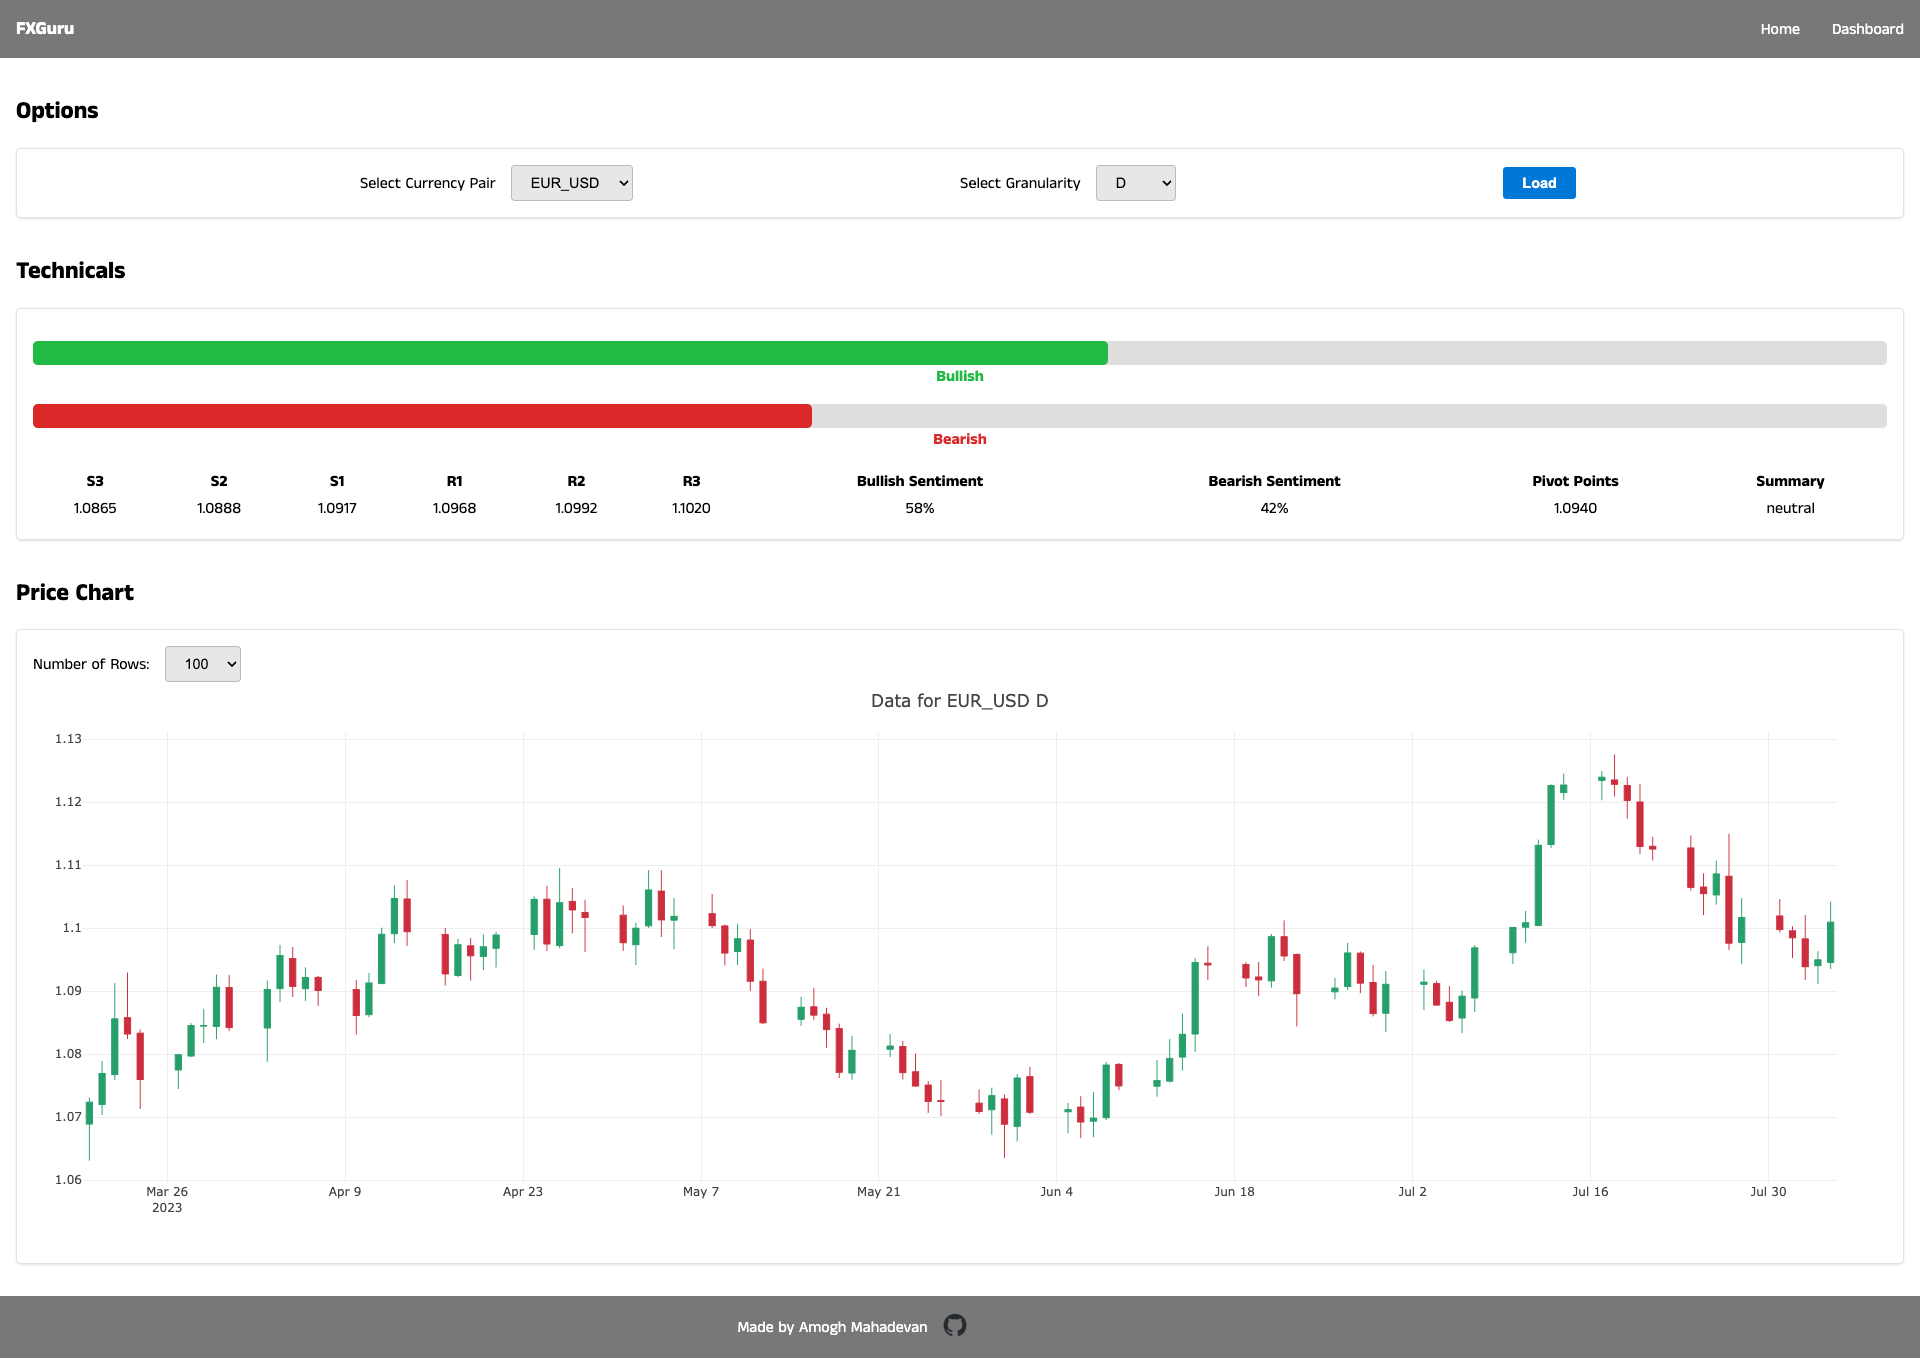 FXGuru
Home Dashboard
Options
Select Currency Pair EUR_USD Select Granularity D Load
Technicals
Bullish
Bearish
S3 S2 S1 R1 R2 R3 Bullish Sentiment Bearish Sentiment Pivot Points Summary
1.0865 1.0888 1.0917 1.0968 1.0992 1.1020 58% 42% 1.0940 neutral
Price Chart
Number of Rows: 100
Data for EUR_USD D
1.13
1.12
1.11
1.1
1.09
1.08
1.07
1.06
Mar 26 Apr 9 Apr 23 May 7 May 21 Jun 4 Jun 18 Jul 2 Jul 16 Jul 30
2023
Made by Amogh Mahadevan